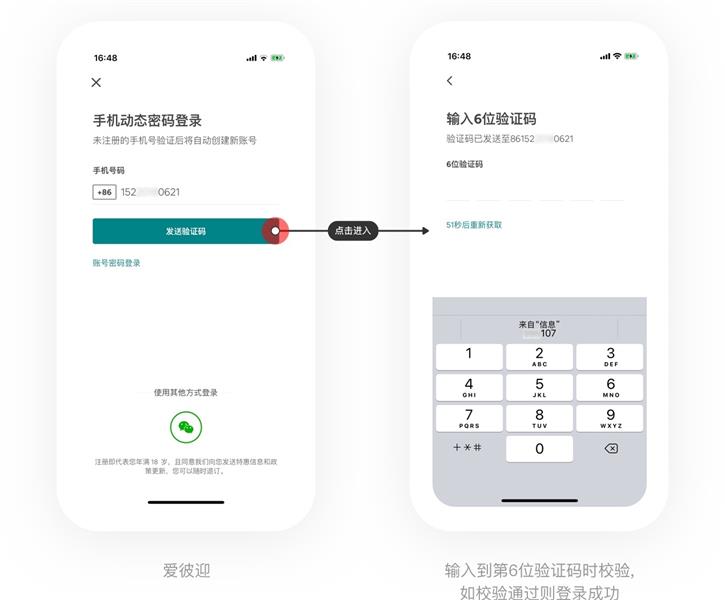 16:48
手机动态密码登录
未注册的手机号验证后将自动创建新账号
手机号码
+86 152 0621
发送验证码
账号密码登录
使用其他方式登录
注册即代表您年满 18 岁，且同意我们向您发送特惠信息和政
策更新，您可以随时退订。
爱彼迎
点击进入
16:48
输入6位验证码
验证码已发送至86152 0621
6位验证码
51秒后重新获取
来自“信息”
107
1 2 3
ABC DEF
4 5 6
GHI JKL MNO
7 8 9
PQRS TUV WXYZ
+*# 0
输入到第6位验证码时校验,
如校验通过则登录成功